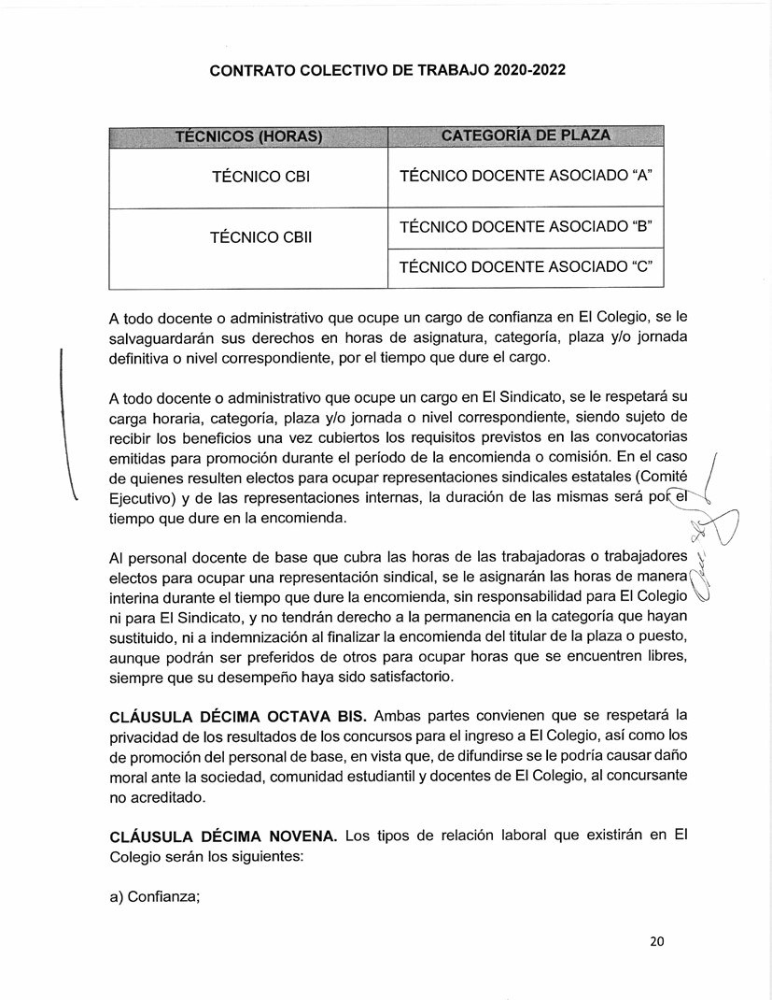 CONTRATO COLECTIVO DE TRABAJO 2020-2022
TÉCNICOS (HORAS) CATEGORÍA DE PLAZA
TÉCNICO CBI TÉCNICO DOCENTE ASOCIADO “A”
TÉCNICO CBII TÉCNICO DOCENTE ASOCIADO “B”
TÉCNICO DOCENTE ASOCIADO “C”
A todo docente o administrativo que ocupe un cargo de confianza en El Colegio, se le
salvaguardarán sus derechos en horas de asignatura, categoría, plaza y/o jornada
definitiva o nivel correspondiente, por el tiempo que dure el cargo.
A todo docente o administrativo que ocupe un cargo en El Sindicato, se le respetará su
carga horaria, categoría, plaza y/o jornada o nivel correspondiente, siendo sujeto de
recibir los beneficios una vez cubiertos los requisitos previstos en las convocatorias
emitidas para promoción durante el período de la encomienda o comisión. En el caso
de quienes resulten electos para ocupar representaciones sindicales estatales (Comité
Ejecutivo) y de las representaciones internas, la duración de las mismas será por el
tiempo que dure en la encomienda.
Al personal docente de base que cubra las horas de las trabajadoras o trabajadores
electos para ocupar una representación sindical, se le asignarán las horas de manera
interina durante el tiempo que dure la encomienda, sin responsabilidad para El Colegio
ni para El Sindicato, y no tendrán derecho a la permanencia en la categoría que hayan
sustituido, ni a indemnización al finalizar la encomienda del titular de la plaza o puesto,
aunque podrán ser preferidos de otros para ocupar horas que se encuentren libres,
siempre que su desempeño haya sido satisfactorio.
CLÁUSULA DÉCIMA OCTAVA BIS. Ambas partes convienen que se respetará la
privacidad de los resultados de los concursos para el ingreso a El Colegio, así como los
de promoción del personal de base, en vista que, de difundirse se le podría causar daño
moral ante la sociedad, comunidad estudiantil y docentes de El Colegio, al concursante
no acreditado.
CLÁUSULA DÉCIMA NOVENA. Los tipos de relación laboral que existirán en El
Colegio serán los siguientes:
a) Confianza;
20